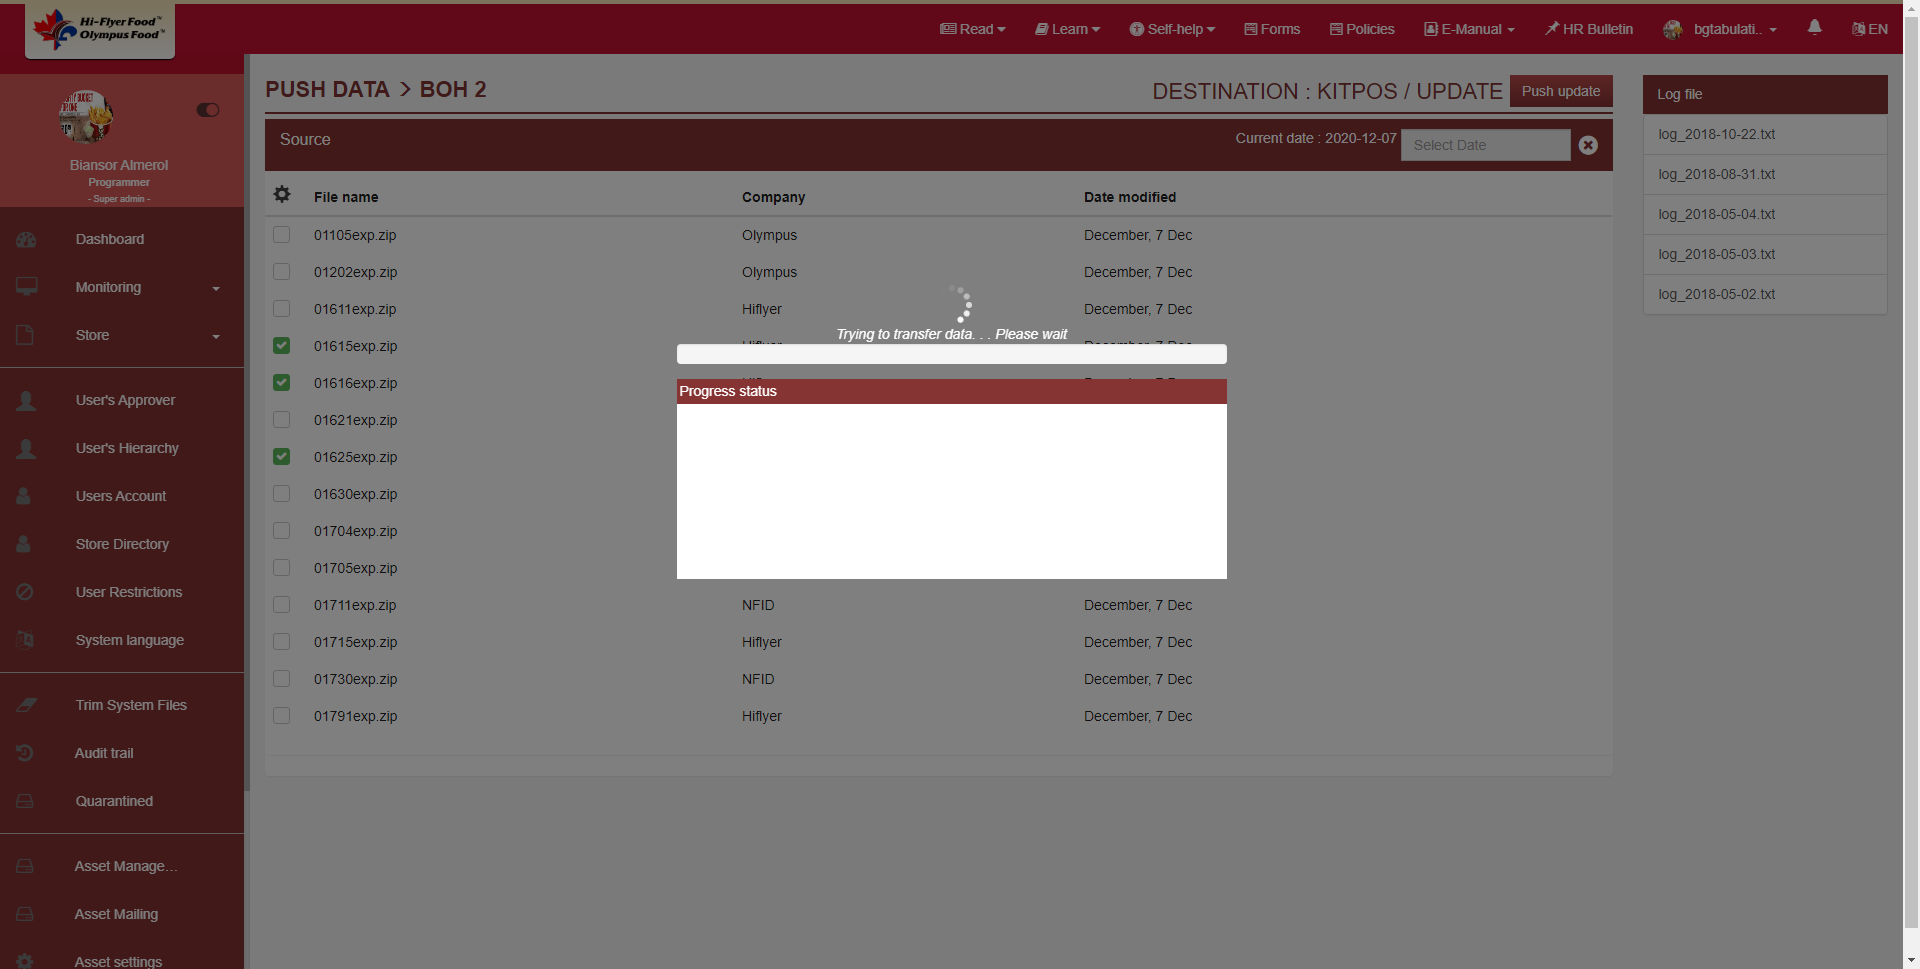 Hi-Flyer Food™
Olympus Food™
Read
Learn
Self-help
Forms
Policies
E-Manual
HR Bulletin
bgtabulati..
EN
Biansor Almerol
Programmer
- Super admin -
Dashboard
Monitoring
Store
User's Approver
User's Hierarchy
Users Account
Store Directory
User Restrictions
System language
Trim System Files
Audit trail
Quarantined
Asset Manage...
Asset Mailing
Asset settings
PUSH DATA > BOH 2
DESTINATION : KITPOS / UPDATE
Push update
Source
Current date : 2020-12-07
Select Date
File name Company Date modified
01105exp.zip Olympus December, 7 Dec
01202exp.zip Olympus December, 7 Dec
01611exp.zip Hiflyer December, 7 Dec
01615exp.zip Hiflyer December, 7 Dec
01616exp.zip
01621exp.zip
01625exp.zip
01630exp.zip
01704exp.zip
01705exp.zip
01711exp.zip NFID December, 7 Dec
01715exp.zip Hiflyer December, 7 Dec
01730exp.zip NFID December, 7 Dec
01791exp.zip Hiflyer December, 7 Dec
Trying to transfer data. . . Please wait
Progress status
Log file
log_2018-10-22.txt
log_2018-08-31.txt
log_2018-05-04.txt
log_2018-05-03.txt
log_2018-05-02.txt